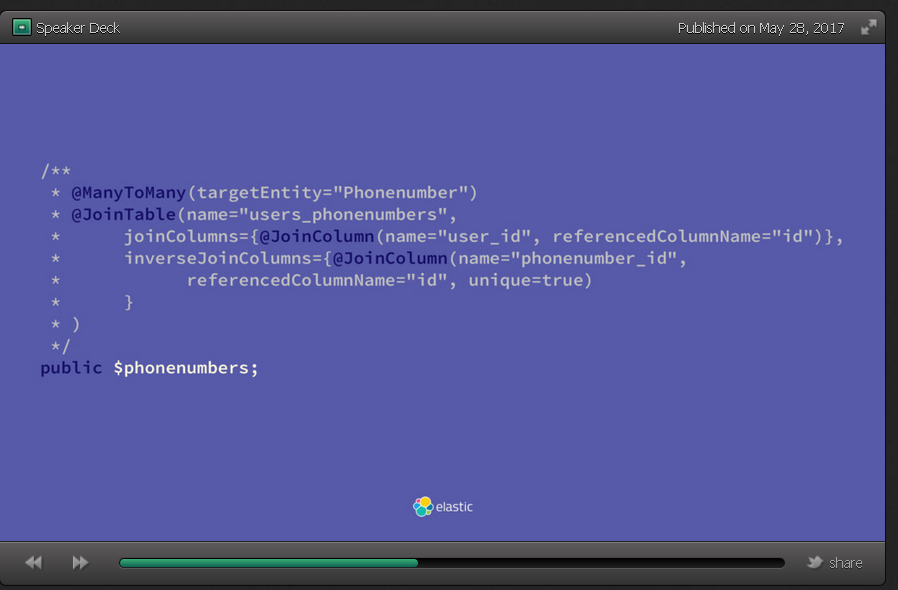 Speaker Deck
Published on May 28, 2017
/**
 * @ManyToMany(targetEntity="Phonenumber")
 * @JoinTable(name="users_phonenumbers",
 *      joinColumns={@JoinColumn(name="user_id", referencedColumnName="id")},
 *      inverseJoinColumns={@JoinColumn(name="phonenumber_id",
 *            referencedColumnName="id", unique=true)
 *      }
 * )
 */
public $phonenumbers;
elastic
share